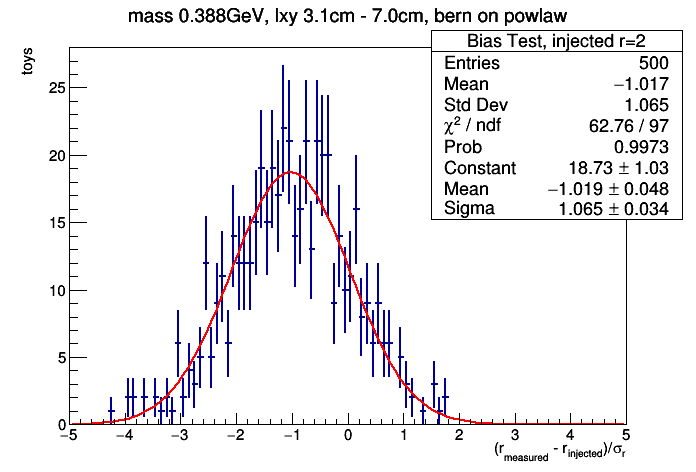 mass 0.388GeV, lxy 3.1cm - 7.0cm, bern on powlaw
Bias Test, injected r=2
Entries 500
Mean −1.017
Std Dev 1.065
χ² / ndf 62.76 / 97
Prob 0.9973
Constant 18.73 ± 1.03
Mean −1.019 ± 0.048
Sigma 1.065 ± 0.034
toys
25
20
15
10
5
0
−5 −4 −3 −2 −1 0 1 2 3 4 5
(r_measured - r_injected)/σ_r